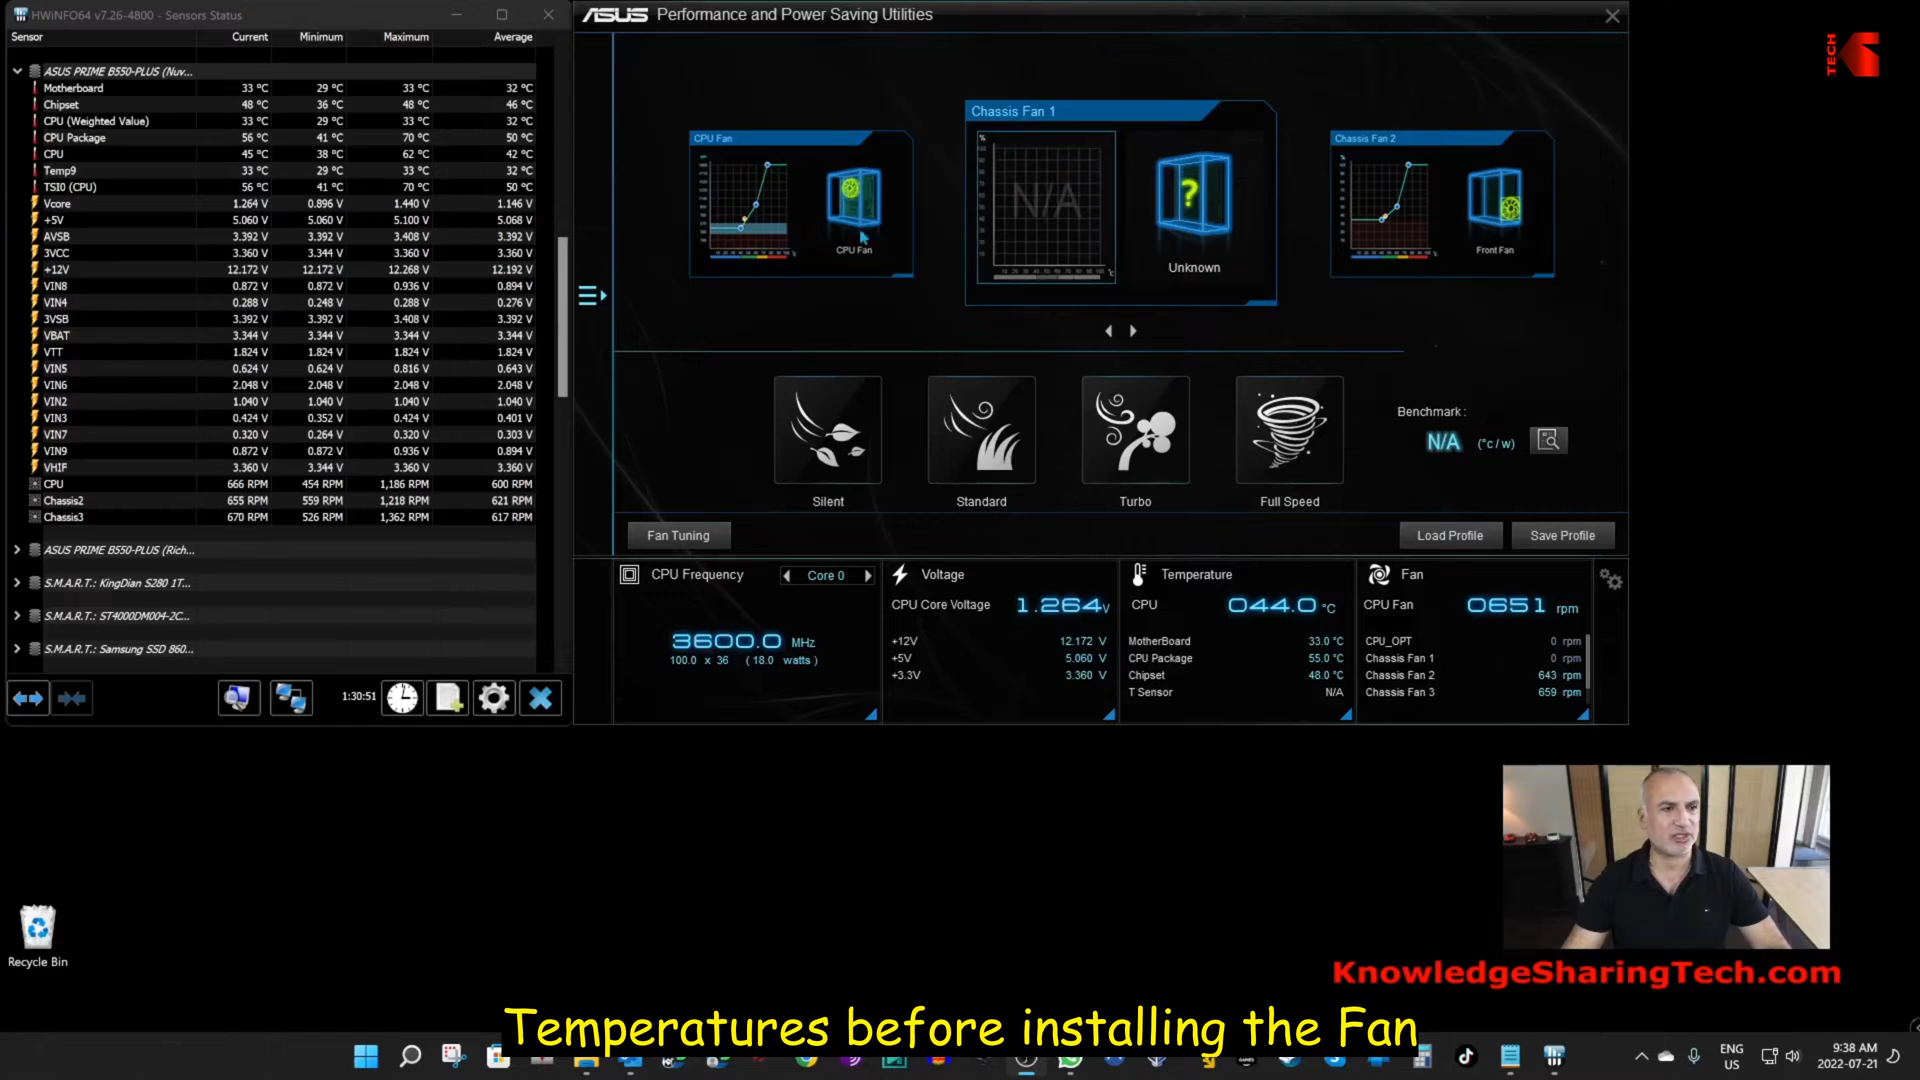 HWiNFO64 v7.26-4800 - Sensors Status
Sensor Current Minimum Maximum Average
ASUS PRIME B550-PLUS (Nuv...
Motherboard 33 °C 29 °C 33 °C 32 °C
Chipset 48 °C 36 °C 48 °C 46 °C
CPU (Weighted Value) 33 °C 29 °C 33 °C 32 °C
CPU Package 56 °C 41 °C 70 °C 50 °C
CPU 45 °C 38 °C 62 °C 42 °C
Temp9 33 °C 29 °C 33 °C 32 °C
TSI0 (CPU) 56 °C 41 °C 70 °C 50 °C
Vcore 1.264 V 0.896 V 1.440 V 1.146 V
+5V 5.060 V 5.060 V 5.100 V 5.068 V
AVSB 3.392 V 3.392 V 3.408 V 3.392 V
3VCC 3.360 V 3.344 V 3.360 V 3.360 V
+12V 12.172 V 12.172 V 12.268 V 12.192 V
VIN8 0.872 V 0.872 V 0.936 V 0.894 V
VIN4 0.288 V 0.248 V 0.288 V 0.276 V
3VSB 3.392 V 3.392 V 3.408 V 3.392 V
VBAT 3.344 V 3.344 V 3.344 V 3.344 V
VTT 1.824 V 1.824 V 1.824 V 1.824 V
VIN5 0.624 V 0.624 V 0.816 V 0.643 V
VIN6 2.048 V 2.048 V 2.048 V 2.048 V
VIN2 1.040 V 1.040 V 1.040 V 1.040 V
VIN3 0.424 V 0.352 V 0.424 V 0.401 V
VIN7 0.320 V 0.264 V 0.320 V 0.303 V
VIN9 0.872 V 0.872 V 0.936 V 0.894 V
VHIF 3.360 V 3.344 V 3.360 V 3.360 V
CPU 666 RPM 454 RPM 1,186 RPM 600 RPM
Chassis2 655 RPM 559 RPM 1,218 RPM 621 RPM
Chassis3 670 RPM 526 RPM 1,362 RPM 617 RPM
ASUS PRIME B550-PLUS (Rich...
S.M.A.R.T.: KingDian S280 1T...
S.M.A.R.T.: ST4000DM004-2C...
S.M.A.R.T.: Samsung SSD 860...
1:30:51
ASUS Performance and Power Saving Utilities
CPU Fan
CPU Fan
Chassis Fan 1
N/A
Unknown
Chassis Fan 2
Front Fan
Silent
Standard
Turbo
Full Speed
Benchmark :
N/A (°c/w)
Fan Tuning
Load Profile
Save Profile
CPU Frequency
Core 0
3600.0 MHz
100.0 x 36 (18.0 watts)
Voltage
CPU Core Voltage 1.264V
+12V 12.172 V
+5V 5.060 V
+3.3V 3.360 V
Temperature
CPU 044.0 °C
MotherBoard 33.0 °C
CPU Package 55.0 °C
Chipset 48.0 °C
T Sensor N/A
Fan
CPU Fan 0651 rpm
CPU_OPT 0 rpm
Chassis Fan 1 0 rpm
Chassis Fan 2 643 rpm
Chassis Fan 3 659 rpm
TECH K
Recycle Bin
KnowledgeSharingTech.com
Temperatures before installing the Fan
ENG
US
9:38 AM
2022-07-21